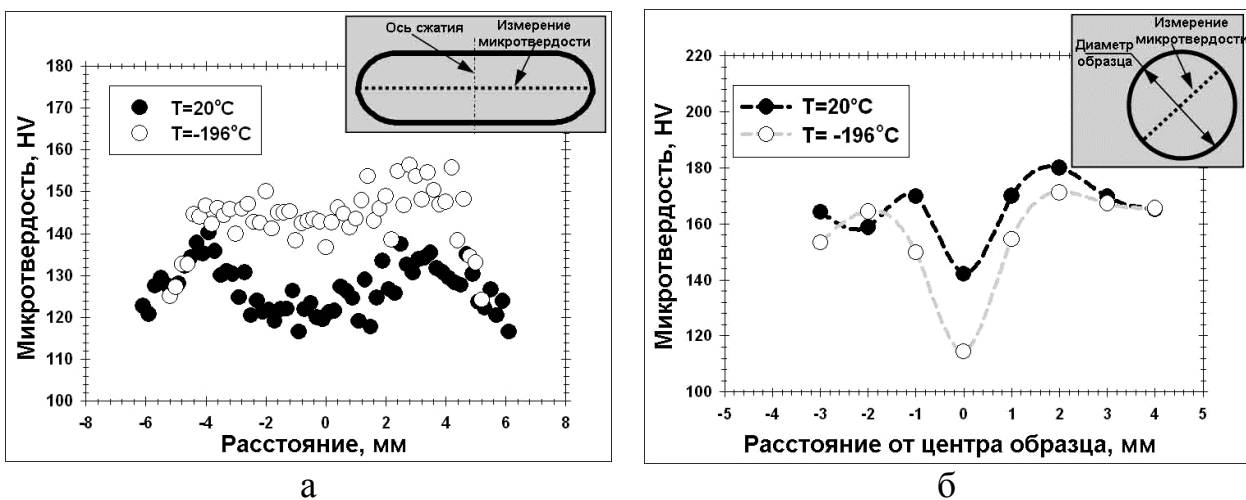 Ось сжатия
Измерение
микротвердости
180
170
160
150
140
130
120
110
100
T=20°C
T=-196°C
Микротвердость, HV
-8
-6
-4
-2
0
2
4
6
8
Расстояние, мм
а
Измерение
микротвердости
Диаметр
образца
220
200
180
160
140
120
100
T=20°C
T= -196°C
Микротвердость, HV
-5
-4
-3
-2
-1
0
1
2
3
4
5
Расстояние от центра образца, мм
б